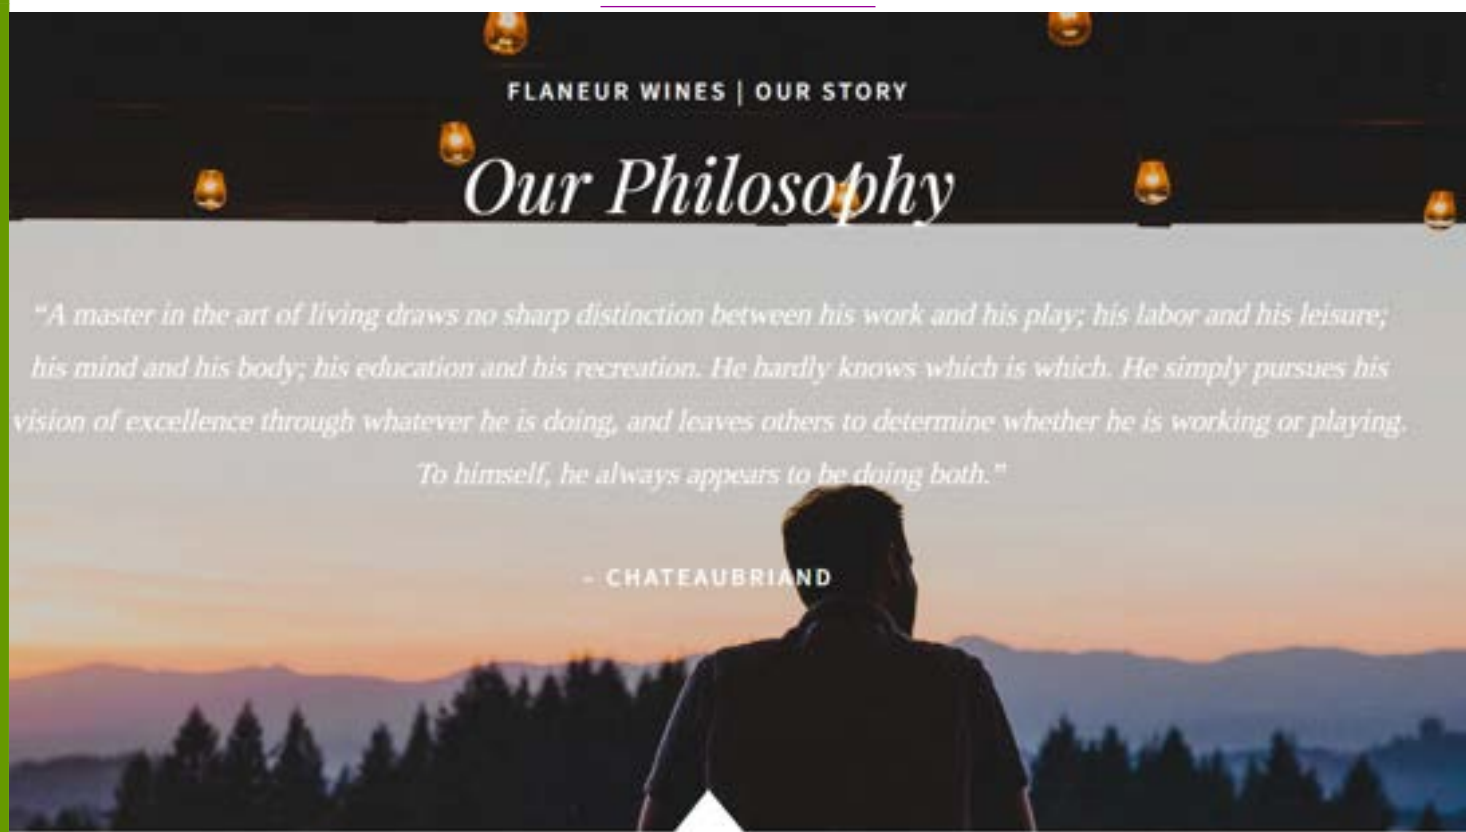 FLANEUR WINES | OUR STORY
Our Philosophy
“A master in the art of living draws no sharp distinction between his work and his play; his labor and his leisure;
his mind and his body; his education and his recreation. He hardly knows which is which. He simply pursues his
vision of excellence through whatever he is doing, and leaves others to determine whether he is working or playing.
To himself, he always appears to be doing both.”
- CHATEAUBRIAND